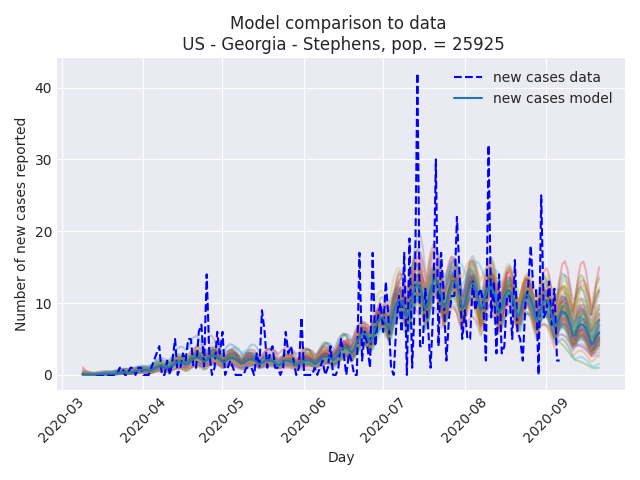 Model comparison to data
US - Georgia - Stephens, pop. = 25925
new cases data
new cases model
Number of new cases reported
40
30
20
10
0
2020-03
2020-04
2020-05
2020-06
2020-07
2020-08
2020-09
Day